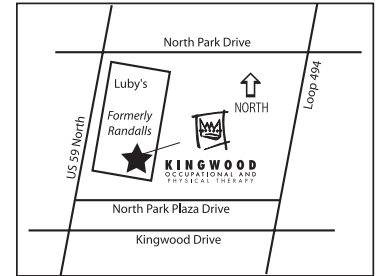 North Park Drive
Luby's
Formerly
Randalls
NORTH
US 59 North
Loop 494
KINGWOOD
OCCUPATIONAL AND
PHYSICAL THERAPY
North Park Plaza Drive
Kingwood Drive